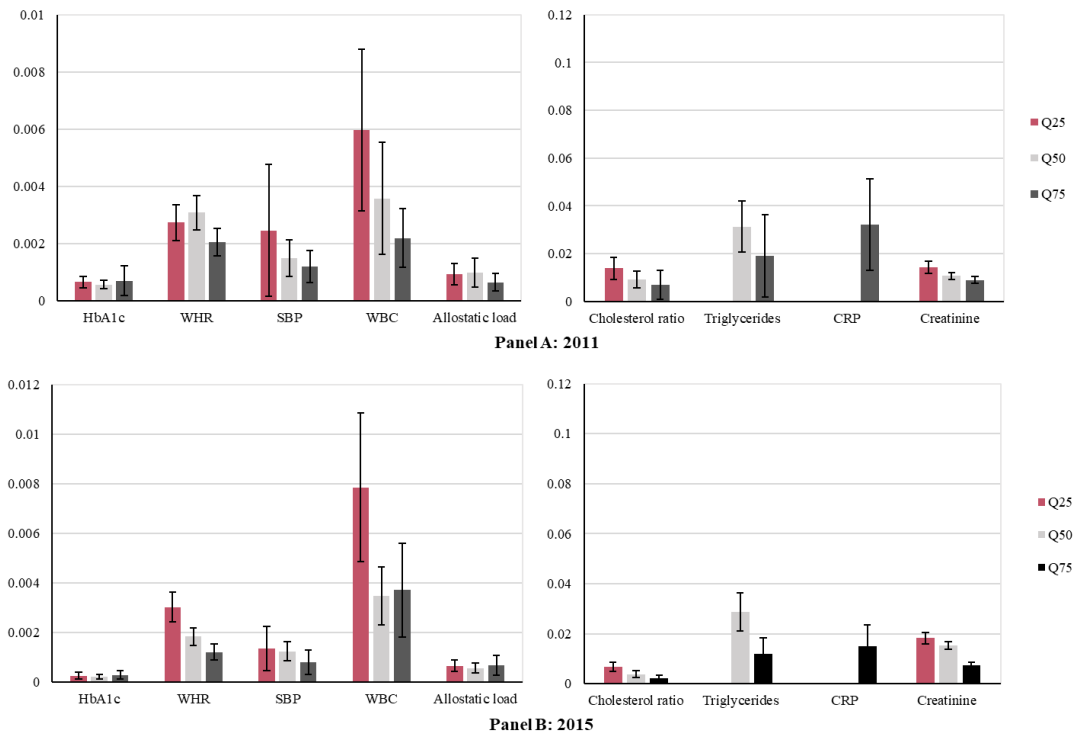 0.01
0.008
0.006
0.004
0.002
0
HbA1c WHR SBP WBC Allostatic load
0.12
0.1
0.08
0.06
0.04
0.02
0
Cholesterol ratio Triglycerides CRP Creatinine
Q25
Q50
Q75
Panel A: 2011
0.012
0.01
0.008
0.006
0.004
0.002
0
HbA1c WHR SBP WBC Allostatic load
0.12
0.1
0.08
0.06
0.04
0.02
0
Cholesterol ratio Triglycerides CRP Creatinine
Q25
Q50
Q75
Panel B: 2015